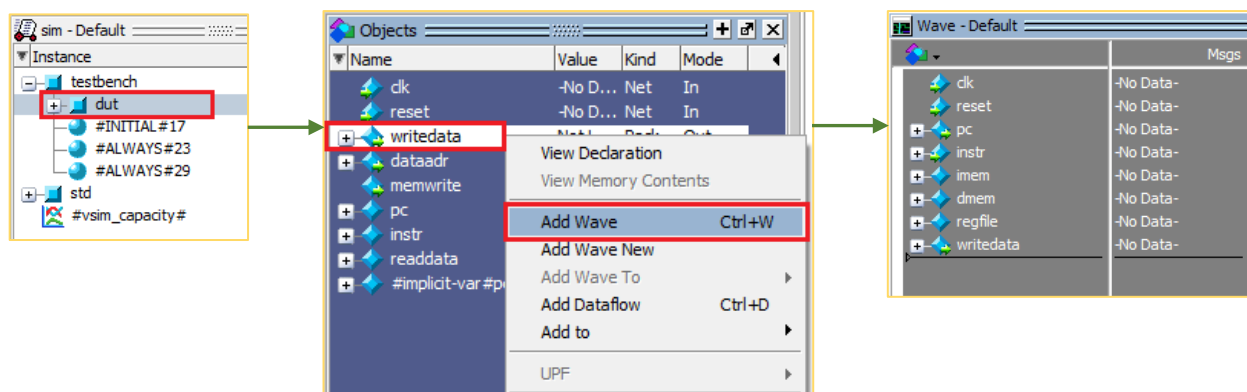 sim - Default
Instance
testbench
dut
#INITIAL#17
#ALWAYS#23
#ALWAYS#29
std
#vsim_capacity#
Objects
Name Value Kind Mode
clk -No D... Net In
reset -No D... Net In
writedata
dataadr
memwrite
pc
instr
readdata
View Declaration
View Memory Contents
Add Wave Ctrl+W
Add Wave New
Add Wave To
Add Dataflow Ctrl+D
Add to
UPF
Wave - Default
Msgs
clk -No Data-
reset -No Data-
pc -No Data-
instr -No Data-
imem -No Data-
dmem -No Data-
regfile -No Data-
writedata -No Data-